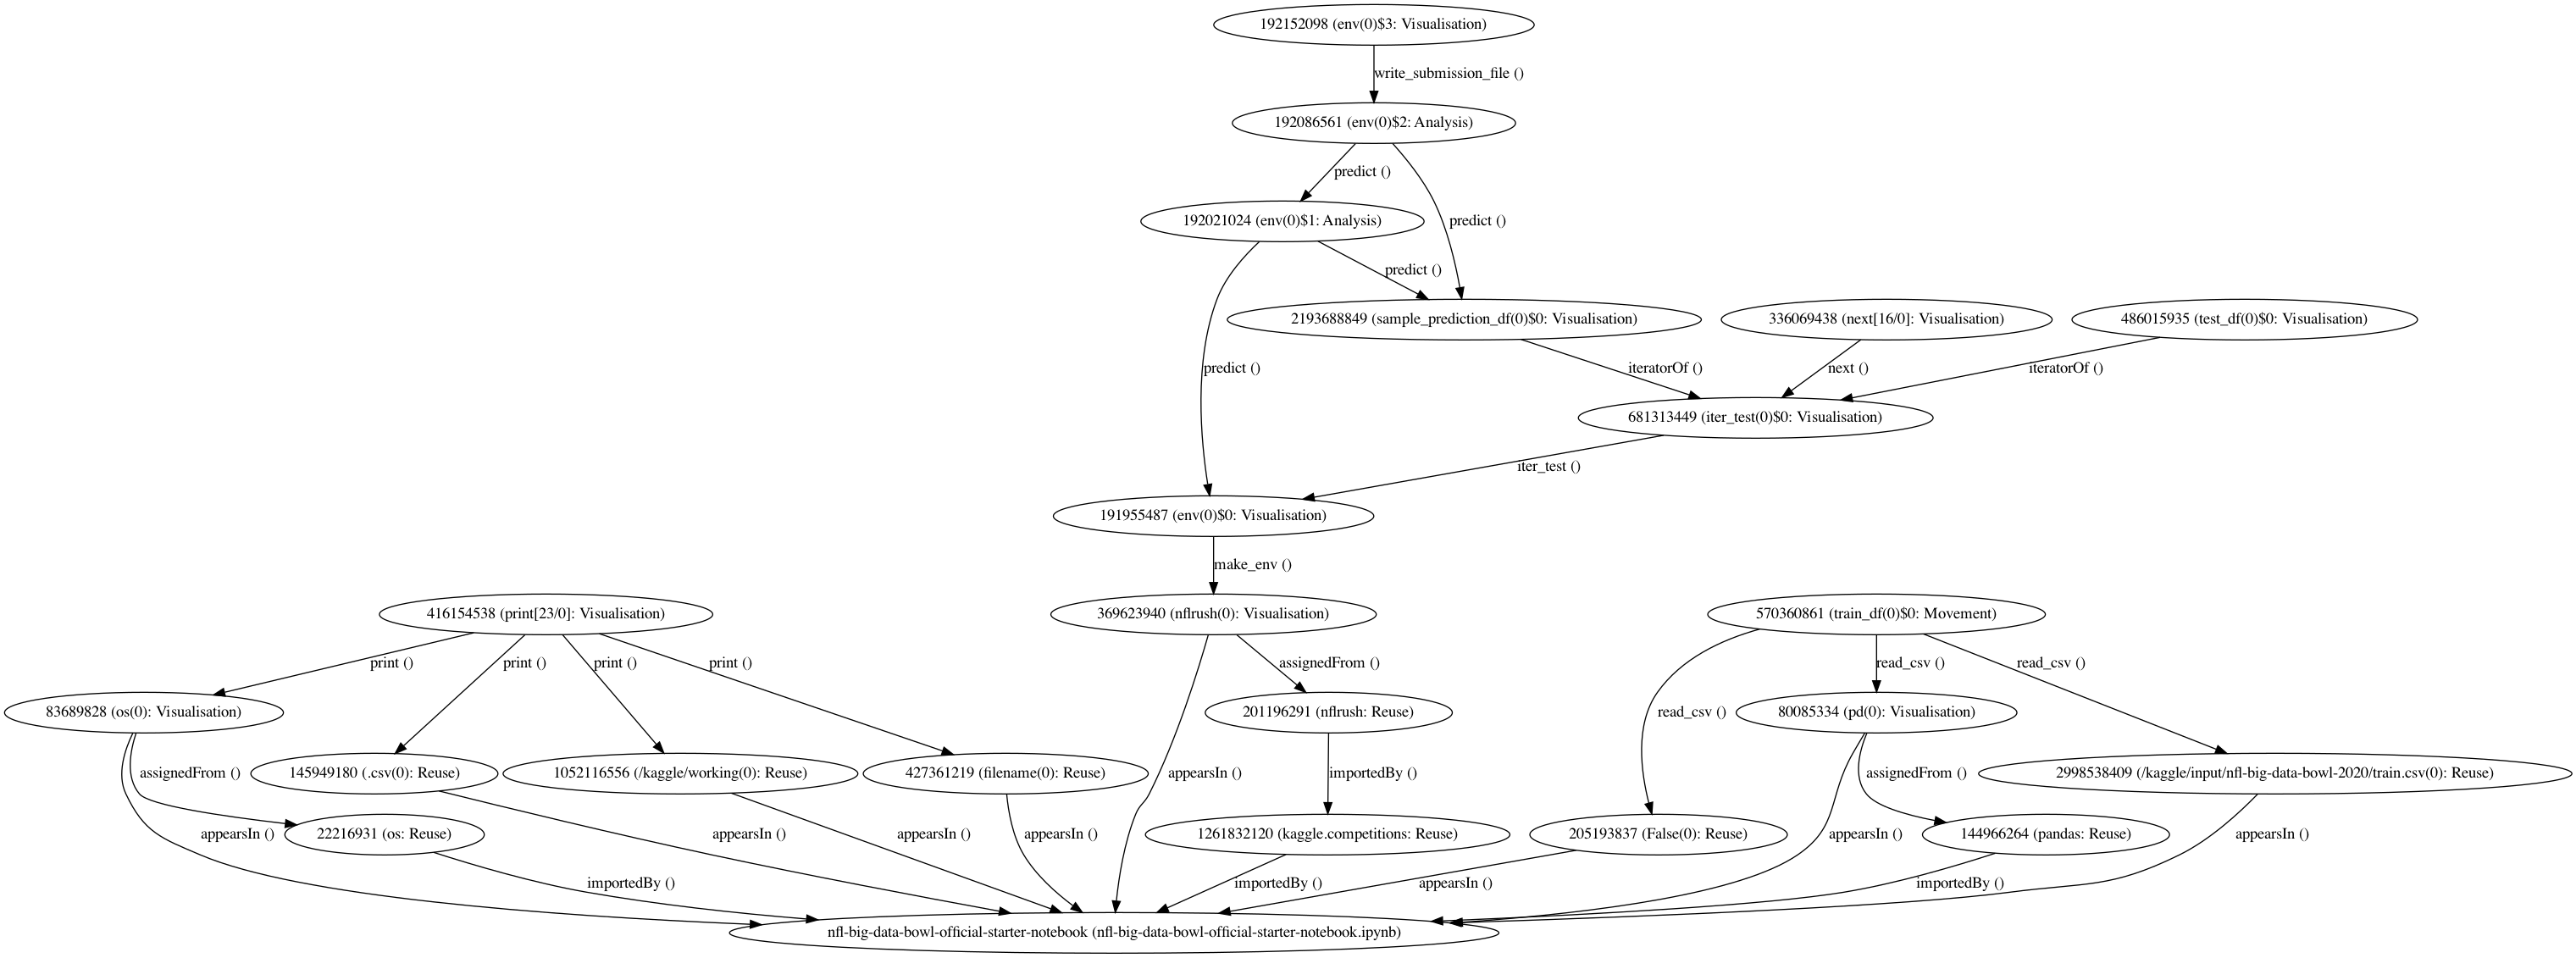 192152098 (env(0)$3: Visualisation)
write_submission_file ()
192086561 (env(0)$2: Analysis)
predict ()
192021024 (env(0)$1: Analysis)
predict ()
predict ()
2193688849 (sample_prediction_df(0)$0: Visualisation)
336069438 (next[16/0]: Visualisation)
486015935 (test_df(0)$0: Visualisation)
predict ()
iteratorOf ()
next ()
iteratorOf ()
681313449 (iter_test(0)$0: Visualisation)
iter_test ()
191955487 (env(0)$0: Visualisation)
make_env ()
416154538 (print[23/0]: Visualisation)
369623940 (nflrush(0): Visualisation)
570360861 (train_df(0)$0: Movement)
print ()
print ()
print ()
print ()
assignedFrom ()
read_csv ()
read_csv ()
83689828 (os(0): Visualisation)
201196291 (nflrush: Reuse)
read_csv ()
80085334 (pd(0): Visualisation)
assignedFrom ()
145949180 (.csv(0): Reuse)
1052116556 (/kaggle/working(0): Reuse)
427361219 (filename(0): Reuse)
appearsIn ()
importedBy ()
assignedFrom ()
2998538409 (/kaggle/input/nfl-big-data-bowl-2020/train.csv(0): Reuse)
appearsIn ()
22216931 (os: Reuse)
appearsIn ()
appearsIn ()
appearsIn ()
1261832120 (kaggle.competitions: Reuse)
205193837 (False(0): Reuse)
appearsIn ()
144966264 (pandas: Reuse)
appearsIn ()
importedBy ()
importedBy ()
appearsIn ()
importedBy ()
nfl-big-data-bowl-official-starter-notebook (nfl-big-data-bowl-official-starter-notebook.ipynb)